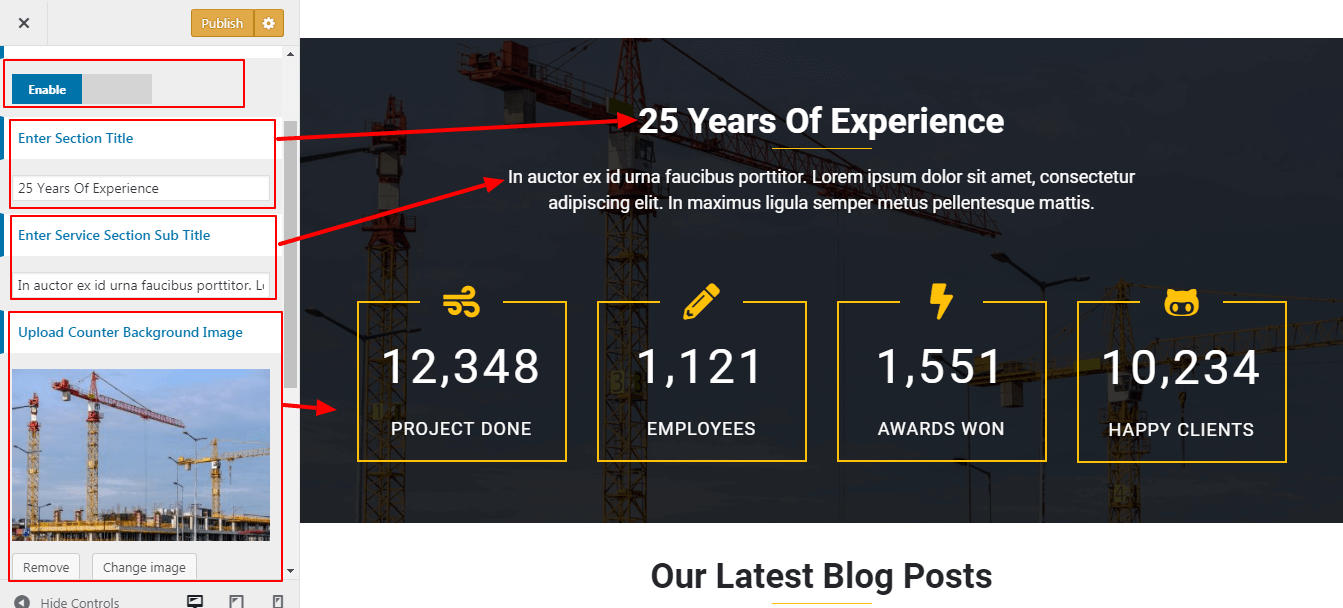 Publish
Enable
Enter Section Title
25 Years Of Experience
Enter Service Section Sub Title
In auctor ex id urna faucibus porttitor. L
Upload Counter Background Image
Remove
Change image
Hide Controls
25 Years Of Experience
In auctor ex id urna faucibus porttitor. Lorem ipsum dolor sit amet, consectetur
adipiscing elit. In maximus ligula semper metus pellentesque mattis.
12,348
PROJECT DONE
1,121
EMPLOYEES
1,551
AWARDS WON
10,234
HAPPY CLIENTS
Our Latest Blog Posts